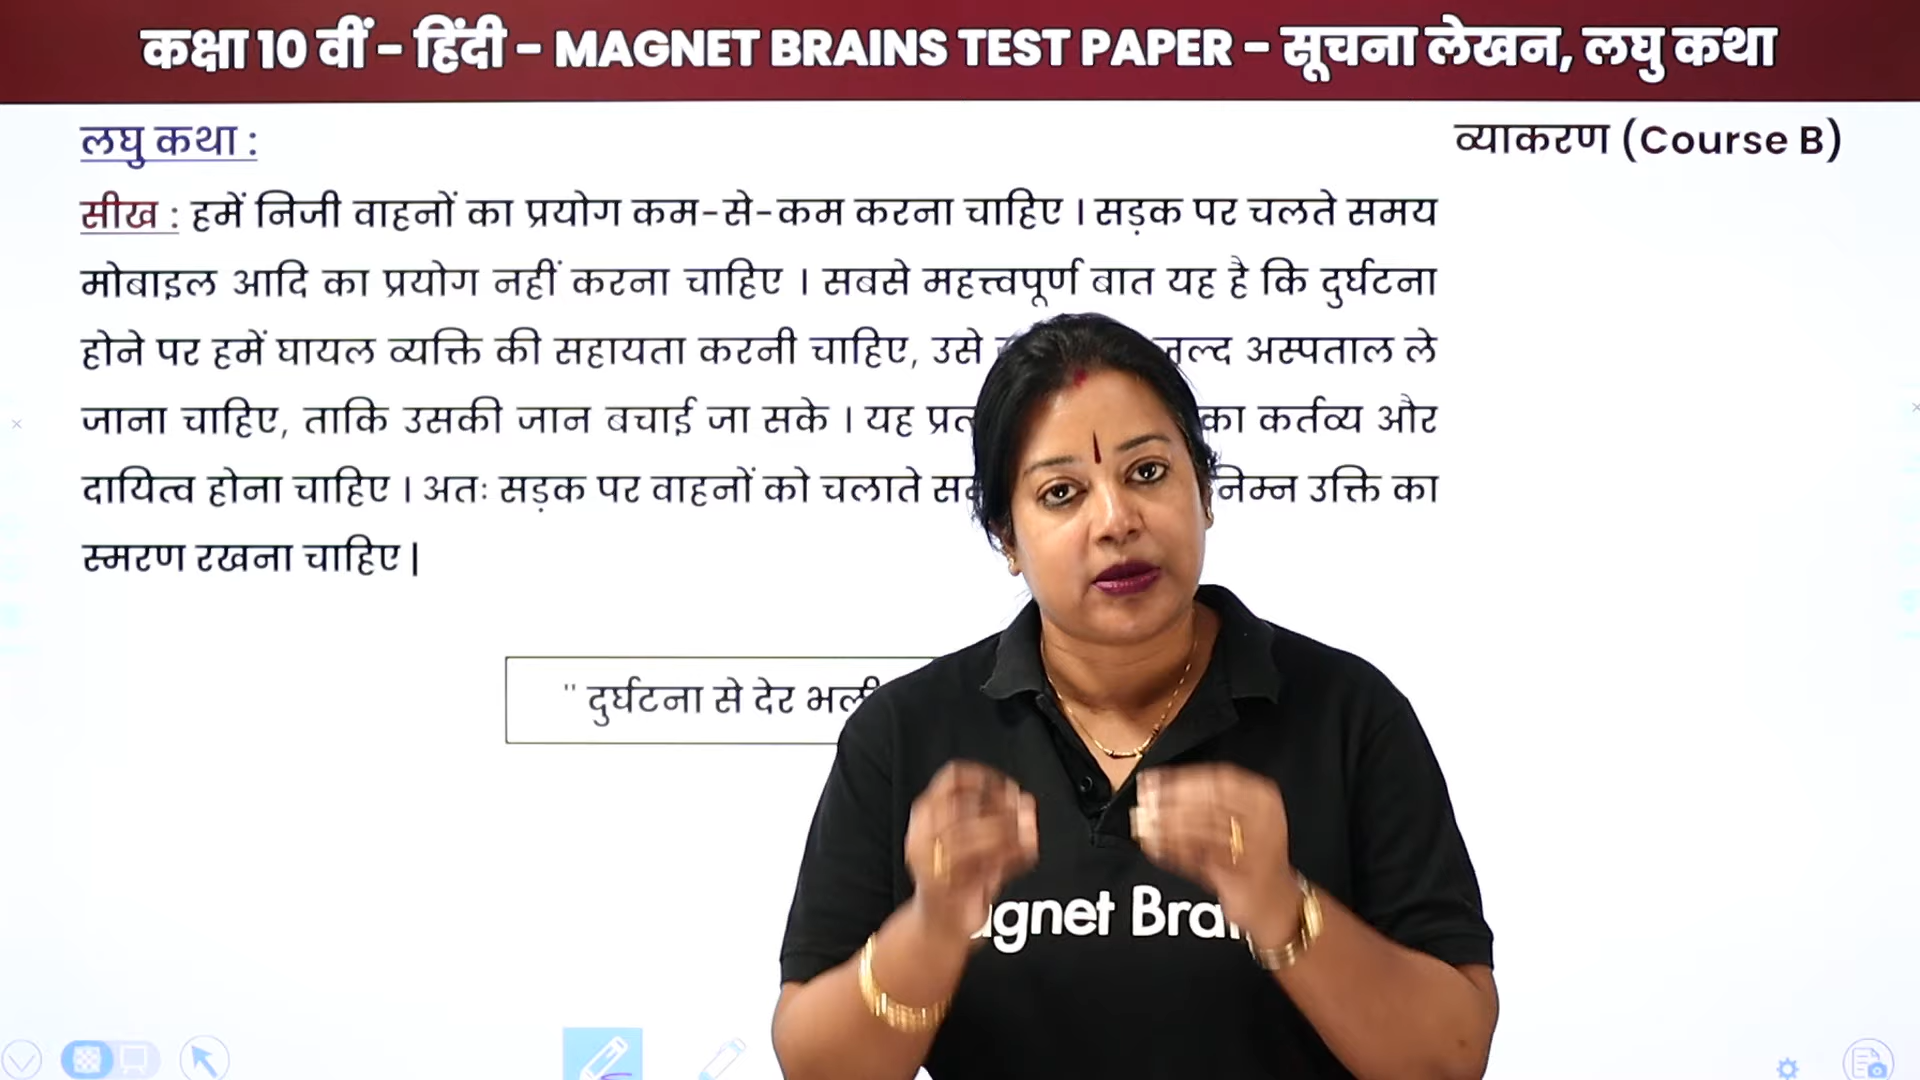 कक्षा 10 वीं - हिंदी - MAGNET BRAINS TEST PAPER - सूचना लेखन, लघु कथा
लघु कथा :
व्याकरण (Course B)
सीख : हमें निजी वाहनों का प्रयोग कम-से-कम करना चाहिए । सड़क पर चलते समय
मोबाइल आदि का प्रयोग नहीं करना चाहिए । सबसे महत्त्वपूर्ण बात यह है कि दुर्घटना
होने पर हमें घायल व्यक्ति की सहायता करनी चाहिए, उसे अस्पताल ले
जाना चाहिए, ताकि उसकी जान बचाई जा सके । यह का कर्तव्य और
दायित्व होना चाहिए । अतः सड़क पर वाहनों को चलाते निम्न उक्ति का
स्मरण रखना चाहिए |
" दुर्घटना से देर भली